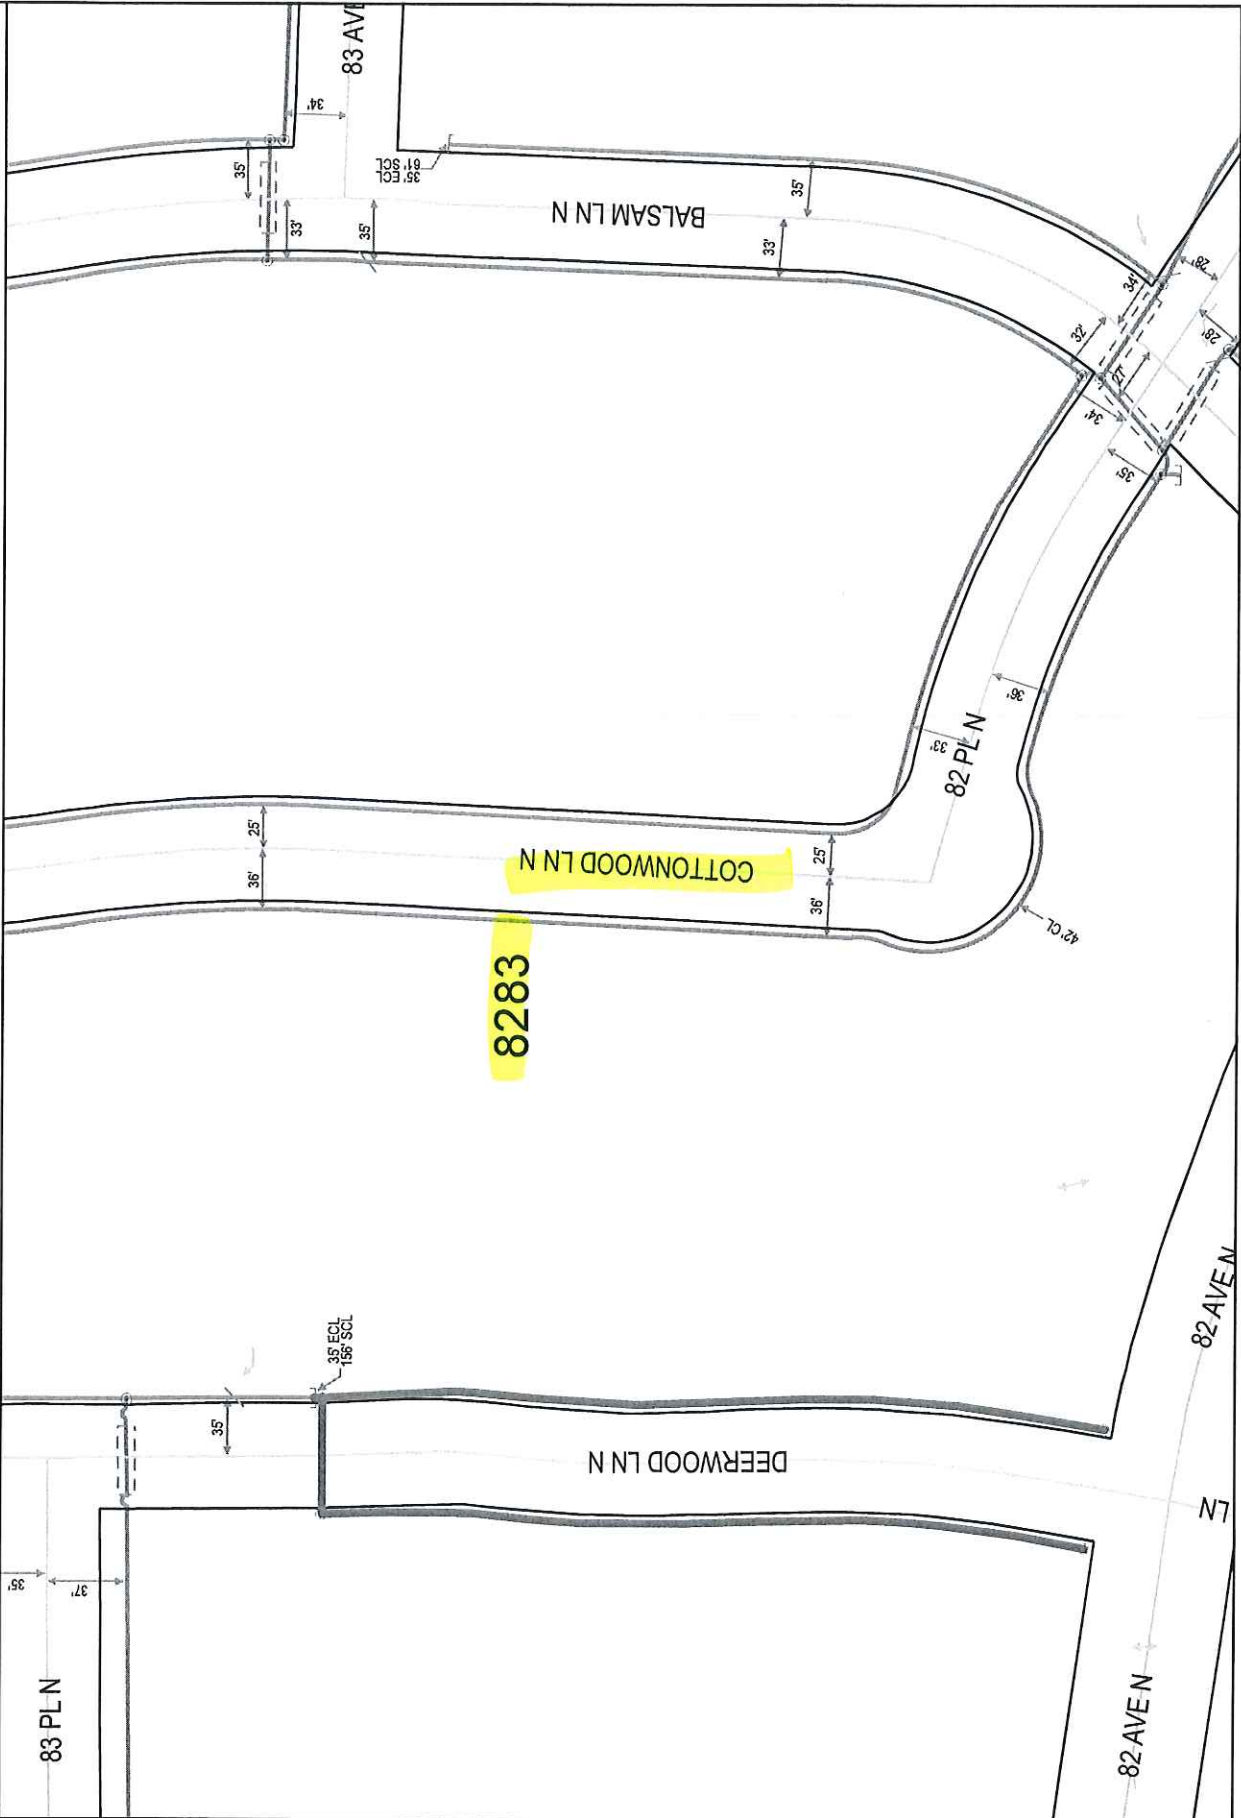 83 AVE
34'
35'
33'
35'
35' ECL
61' SCL
BALSAM LN N
35'
33'
34'
28'
28'
32'
27'
34'
35'
36'
33'
82 PL N
25'
36'
COTTONWOOD LN N
25'
36'
42' CL
8283
35' ECL
156' SCL
35'
DEERWOOD LN N
82 AVE N
LN
35'
37'
83 PL N
82 AVE N